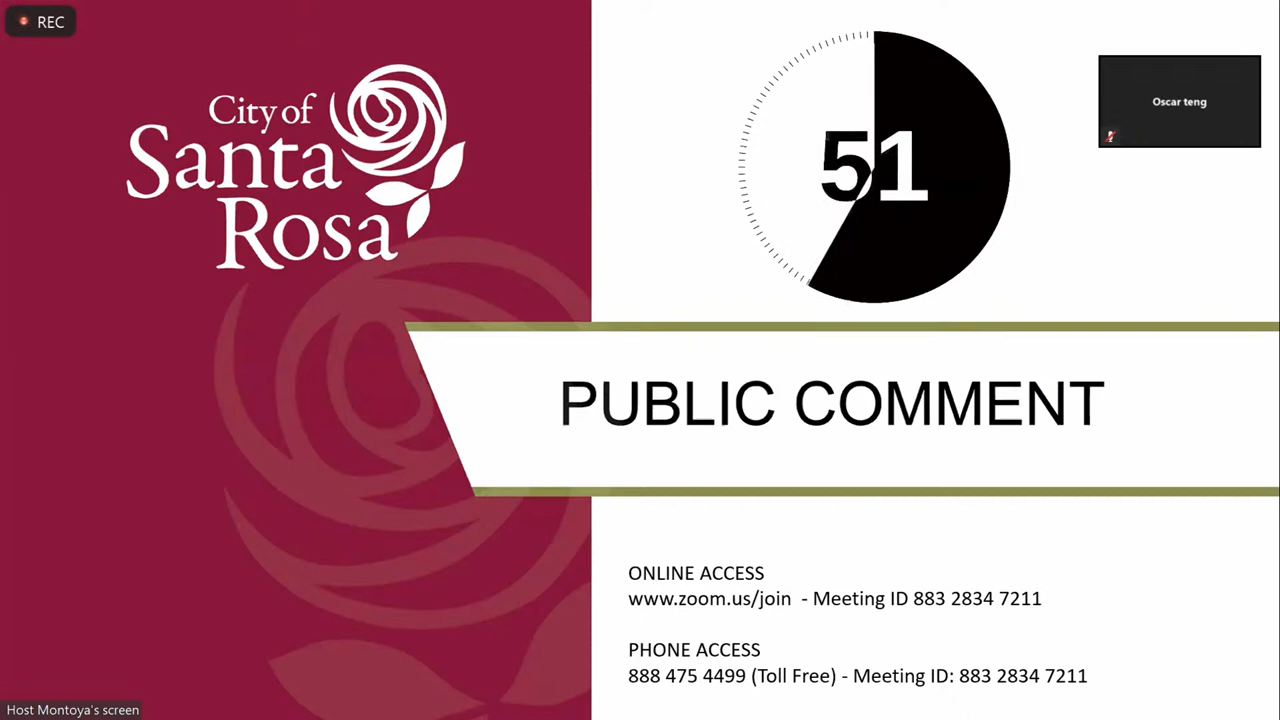 REC
City of
Santa
Rosa
51
Oscar teng
PUBLIC COMMENT
ONLINE ACCESS
www.zoom.us/join - Meeting ID 883 2834 7211
PHONE ACCESS
888 475 4499 (Toll Free) - Meeting ID: 883 2834 7211
Host Montoya's screen